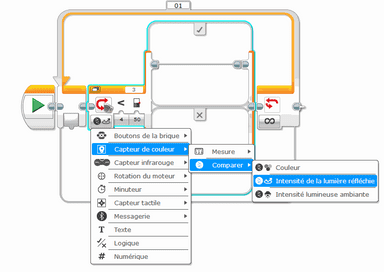 01
3
<
4 50
Boutons de la brique
Capteur de couleur
Capteur infrarouge
Rotation du moteur
Minuteur
Capteur tactile
Messagerie
T Texte
Logique
# Numérique
Mesure
Comparer
Couleur
Intensité de la lumière réfléchie
Intensité lumineuse ambiante